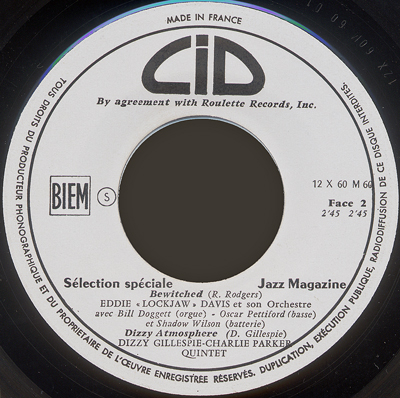 MADE IN FRANCE
CID
By agreement with Roulette Records, Inc.
BIEM
S
12 X 60 M 60
Face 2
2'45 2'45
Sélection spéciale Jazz Magazine
Bewitched (R. Rodgers)
EDDIE «LOCKJAW» DAVIS et son Orchestre
avec Bill Doggett (orgue) - Oscar Pettiford (basse)
et Shadow Wilson (batterie)
Dizzy Atmosphere (D. Gillespie)
DIZZY GILLESPIE-CHARLIE PARKER
QUINTET
TOUS DROITS DU PRODUCTEUR PHONOGRAPHIQUE ET DU PROPRIETAIRE DE L'ŒUVRE ENREGISTRÉE RÉSERVÉS. DUPLICATION, EXÉCUTION PUBLIQUE, RADIODIFFUSION DE CE DISQUE INTERDITES.